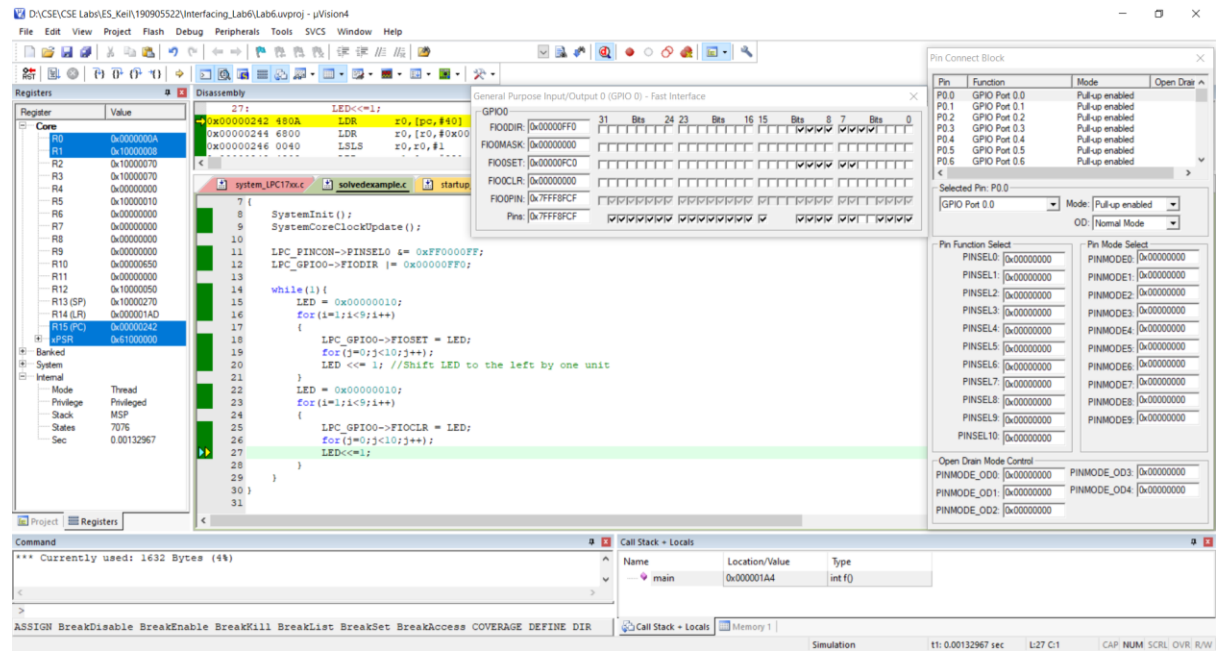 D:\CSE\CSE Labs\ES_Keil\190905522\Interfacing_Lab6\Lab6.uvproj - µVision4
File Edit View Project Flash Debug Peripherals Tools SVCS Window Help
Registers
Register Value
Core
R0 0x0000000A
R1 0x10000008
R2 0x10000070
R3 0x10000070
R4 0x00000000
R5 0x10000010
R6 0x00000000
R7 0x00000000
R8 0x00000000
R9 0x00000000
R10 0x00000650
R11 0x00000000
R12 0x10000050
R13 (SP) 0x10000270
R14 (LR) 0x000001AD
R15 (PC) 0x00000242
xPSR 0x61000000
Banked
System
Internal
Mode Thread
Privilege Privileged
Stack MSP
States 7076
Sec 0.00132967
Project Registers
Disassembly
27: LED<<=1;
0x00000242 480A LDR r0,[pc,#40]
0x00000244 6800 LDR r0,[r0,#0x00
0x00000246 0040 LSLS r0,r0,#1
system_LPC17xx.c solvedexample.c startup
7 {
8 SystemInit();
9 SystemCoreClockUpdate();
10
11 LPC_PINCON->PINSEL0 &= 0xFF0000FF;
12 LPC_GPIO0->FIODIR |= 0x00000FF0;
13
14 while(1){
15 LED = 0x00000010;
16 for(i=1;i<9;i++)
17 {
18 LPC_GPIO0->FIOSET = LED;
19 for(j=0;j<10;j++);
20 LED <<= 1; //Shift LED to the left by one unit
21 }
22 LED = 0x00000010;
23 for(i=1;i<9;i++)
24 {
25 LPC_GPIO0->FIOCLR = LED;
26 for(j=0;j<10;j++);
27 LED<<=1;
28 }
29 }
30 }
31
General Purpose Input/Output 0 (GPIO 0) - Fast Interface
GPIO0
31 Bits 24 23 Bits 16 15 Bits 8 7 Bits 0
FIO0DIR: 0x00000FF0
FIO0MASK: 0x00000000
FIO0SET: 0x00000FC0
FIO0CLR: 0x00000000
FIO0PIN: 0x7FFF8FCF
Pins: 0x7FFF8FCF
Pin Connect Block
Pin Function Mode Open Drain
P0.0 GPIO Port 0.0 Pull-up enabled
P0.1 GPIO Port 0.1 Pull-up enabled
P0.2 GPIO Port 0.2 Pull-up enabled
P0.3 GPIO Port 0.3 Pull-up enabled
P0.4 GPIO Port 0.4 Pull-up enabled
P0.5 GPIO Port 0.5 Pull-up enabled
P0.6 GPIO Port 0.6 Pull-up enabled
Selected Pin: P0.0
GPIO Port 0.0 Mode: Pull-up enabled
OD: Normal Mode
Pin Function Select
PINSEL0: 0x00000000
PINSEL1: 0x00000000
PINSEL2: 0x00000000
PINSEL3: 0x00000000
PINSEL4: 0x00000000
PINSEL5: 0x00000000
PINSEL6: 0x00000000
PINSEL7: 0x00000000
PINSEL8: 0x00000000
PINSEL9: 0x00000000
PINSEL10: 0x00000000
Pin Mode Select
PINMODE0: 0x00000000
PINMODE1: 0x00000000
PINMODE2: 0x00000000
PINMODE3: 0x00000000
PINMODE4: 0x00000000
PINMODE5: 0x00000000
PINMODE6: 0x00000000
PINMODE7: 0x00000000
PINMODE8: 0x00000000
PINMODE9: 0x00000000
Open Drain Mode Control
PINMODE_OD0: 0x00000000 PINMODE_OD3: 0x00000000
PINMODE_OD1: 0x00000000 PINMODE_OD4: 0x00000000
PINMODE_OD2: 0x00000000
Command
*** Currently used: 1632 Bytes (4%)
>
ASSIGN BreakDisable BreakEnable BreakKill BreakList BreakSet BreakAccess COVERAGE DEFINE DIR
Call Stack + Locals
Name Location/Value Type
main 0x000001A4 int f()
Call Stack + Locals Memory 1
Simulation t1: 0.00132967 sec L:27 C:1 CAP NUM SCRL OVR R/W